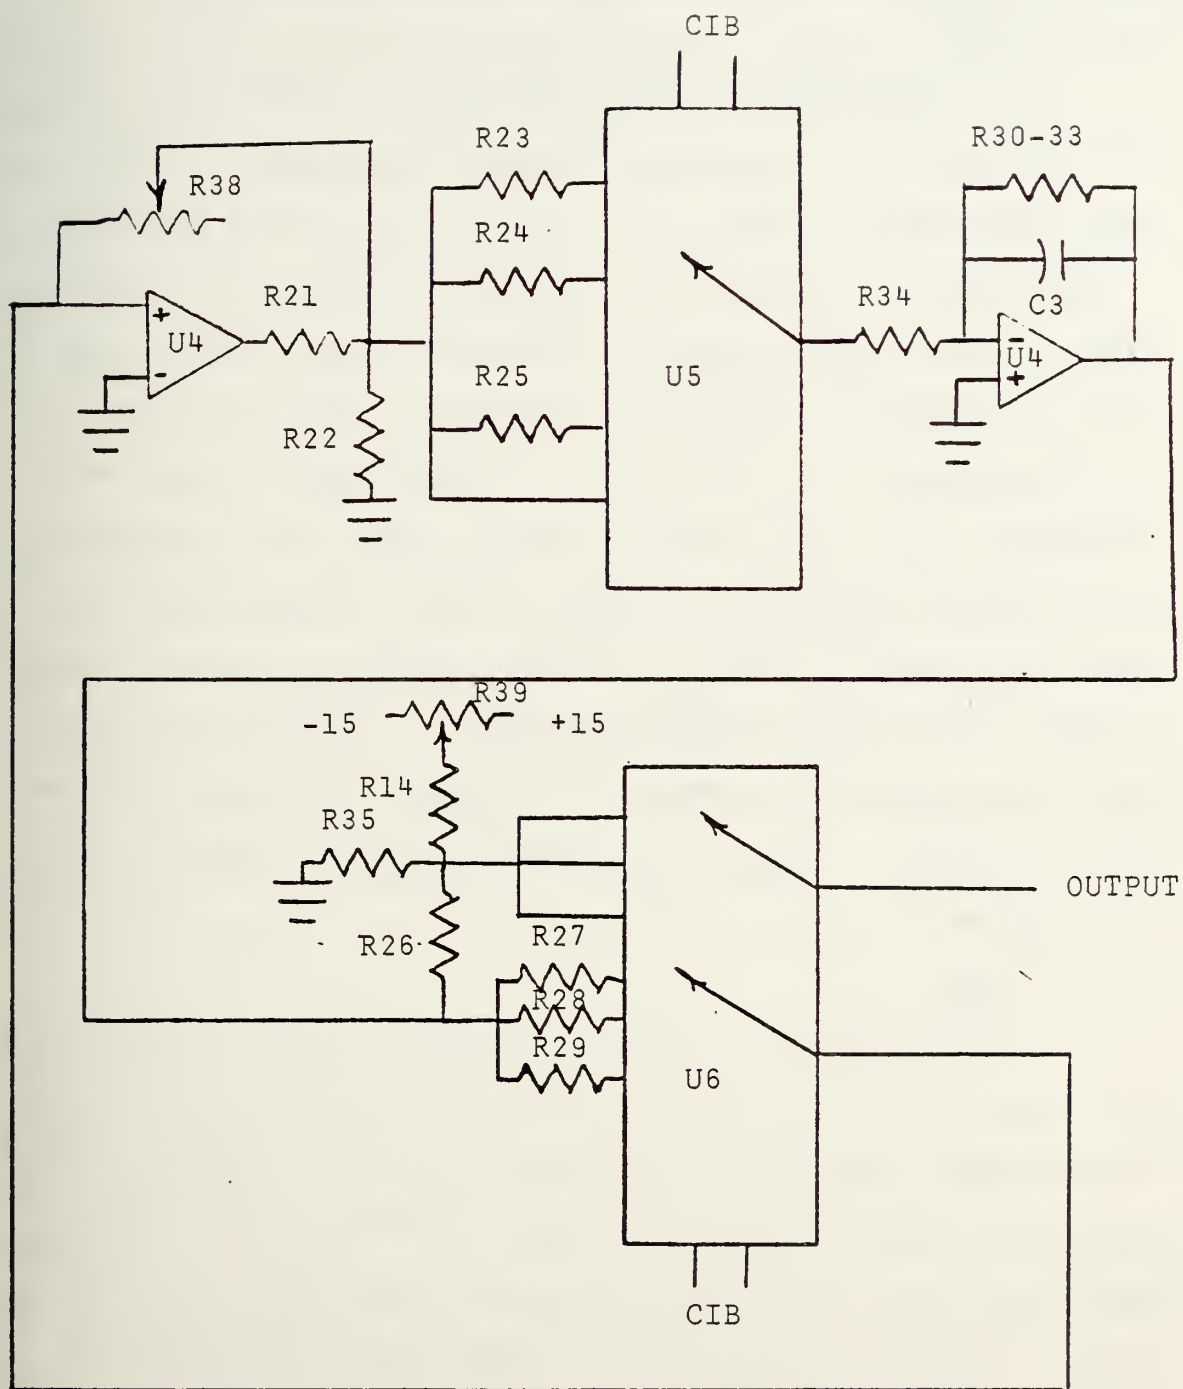 CIB
R23
R30-33
R38
R24
R21
R34
C3
+
U4
-
U4
+
-
R25
U5
R22
R39
-15
+15
R14
R35
OUTPUT
R26
R27
R28
R29
U6
CIB